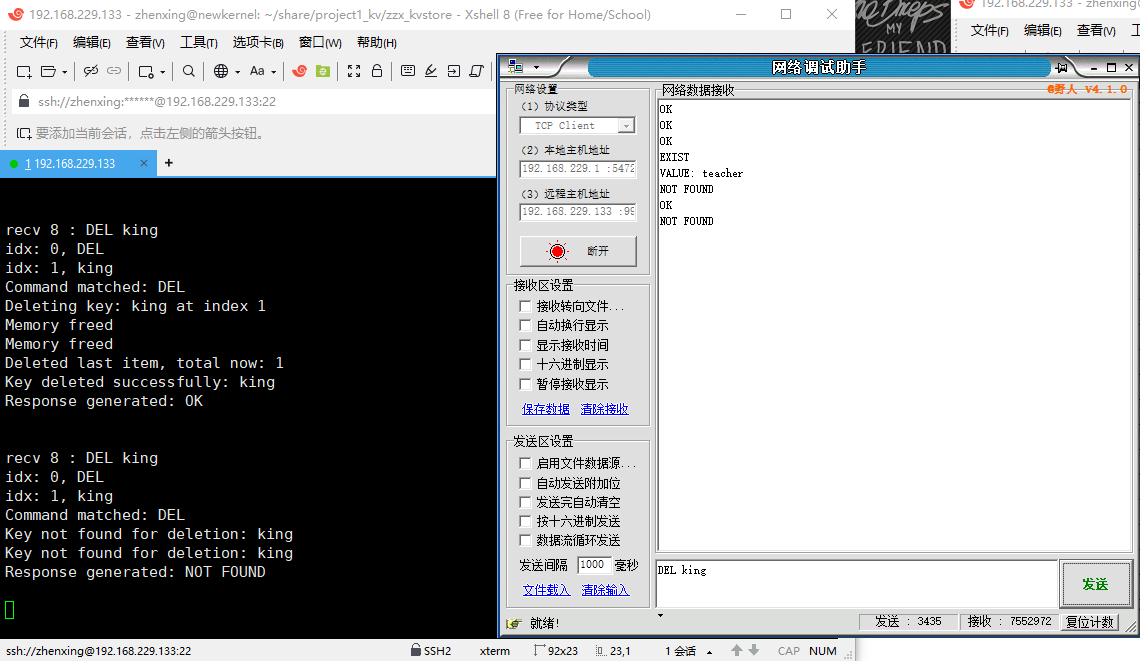 192.168.229.133 - zhenxing@newkernel: ~/share/project1_kv/zzx_kvstore - Xshell 8 (Free for Home/School)
文件(F) 编辑(E) 查看(V) 工具(T) 选项卡(B) 窗口(W) 帮助(H)
Aa
ssh://zhenxing:******@192.168.229.133:22
要添加当前会话，点击左侧的箭头按钮。
1 192.168.229.133
recv 8 : DEL king
idx: 0, DEL
idx: 1, king
Command matched: DEL
Deleting key: king at index 1
Memory freed
Memory freed
Deleted last item, total now: 1
Key deleted successfully: king
Response generated: OK
recv 8 : DEL king
idx: 0, DEL
idx: 1, king
Command matched: DEL
Key not found for deletion: king
Key not found for deletion: king
Response generated: NOT FOUND
ssh://zhenxing@192.168.229.133:22 SSH2 xterm 92x23 23,1 1 会话 CAP NUM
MY
FRIEND
192.168.229.133 - zhenxing
文件(F) 编辑(E) 查看(V)
网络调试助手
网络设置
（1）协议类型
TCP Client
（2）本地主机地址
192.168.229.1 :5472
（3）远程主机地址
192.168.229.133 :99
断开
接收区设置
接收转向文件...
自动换行显示
显示接收时间
十六进制显示
暂停接收显示
保存数据 清除接收
发送区设置
启用文件数据源...
自动发送附加位
发送完自动清空
按十六进制发送
数据流循环发送
发送间隔 1000 毫秒
文件载入 清除输入
网络数据接收
野人 V4.1.0
OK
OK
OK
EXIST
VALUE: teacher
NOT FOUND
OK
NOT FOUND
DEL king
发送
就绪!
发送 : 3435 接收 : 7552972 复位计数